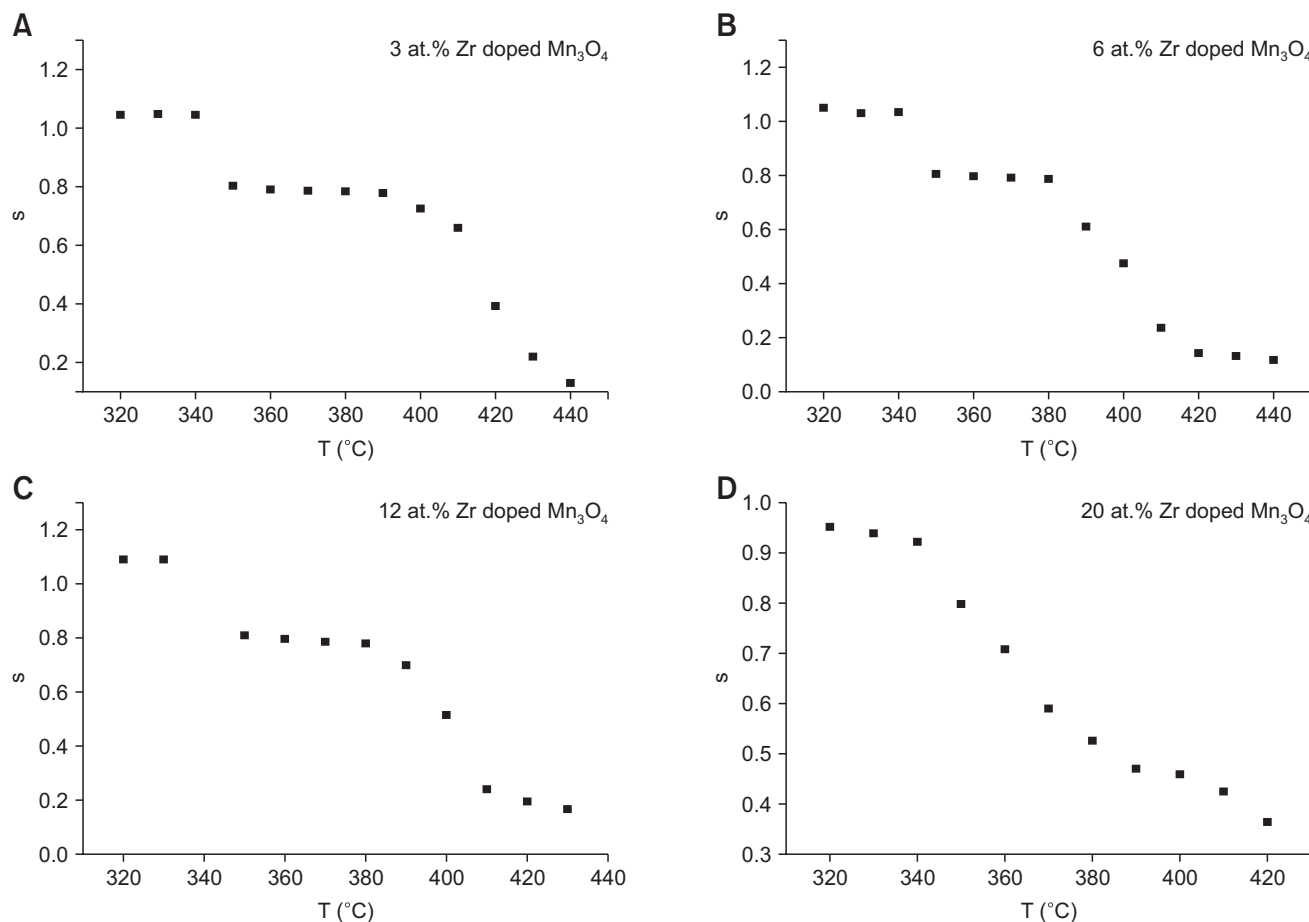 A
3 at.% Zr doped Mn₃O₄
1.2
1.0
0.8
0.6
0.4
0.2
s
320 340 360 380 400 420 440
T (°C)
B
6 at.% Zr doped Mn₃O₄
1.2
1.0
0.8
0.6
0.4
0.2
0.0
s
320 340 360 380 400 420 440
T (°C)
C
12 at.% Zr doped Mn₃O₄
1.2
1.0
0.8
0.6
0.4
0.2
0.0
s
320 340 360 380 400 420 440
T (°C)
D
20 at.% Zr doped Mn₃O₄
1.0
0.9
0.8
0.7
0.6
0.5
0.4
0.3
s
320 340 360 380 400 420
T (°C)